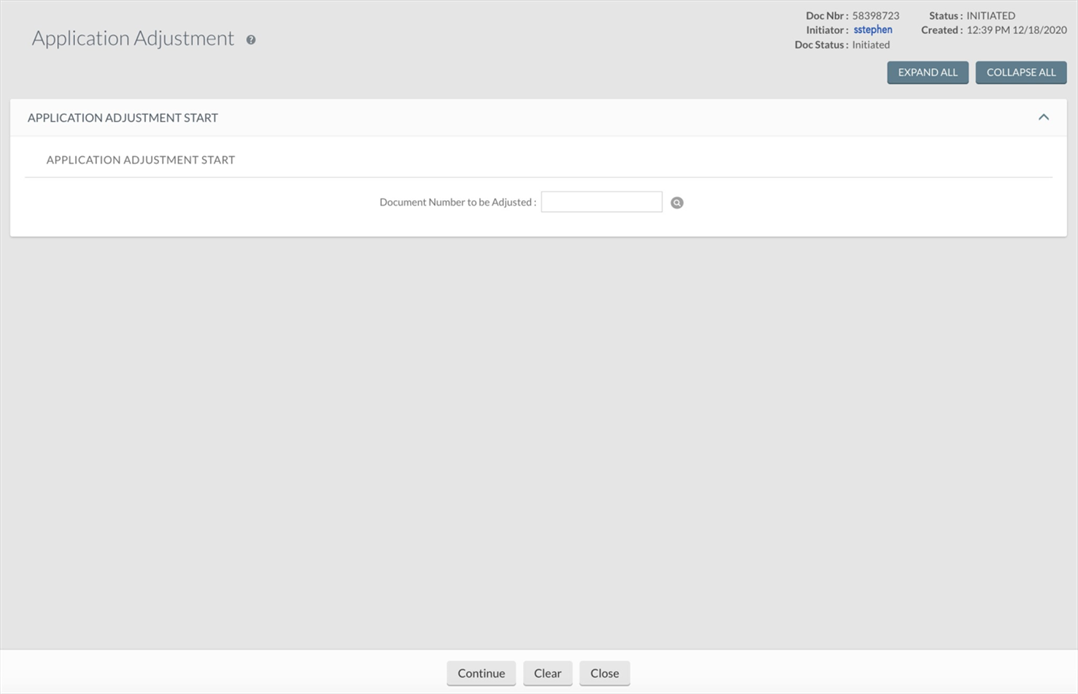 Application Adjustment
Doc Nbr : 58398723 Status : INITIATED
Initiator : sstephen Created : 12:39 PM 12/18/2020
Doc Status : Initiated
EXPAND ALL COLLAPSE ALL
APPLICATION ADJUSTMENT START
APPLICATION ADJUSTMENT START
Document Number to be Adjusted :
Continue Clear Close